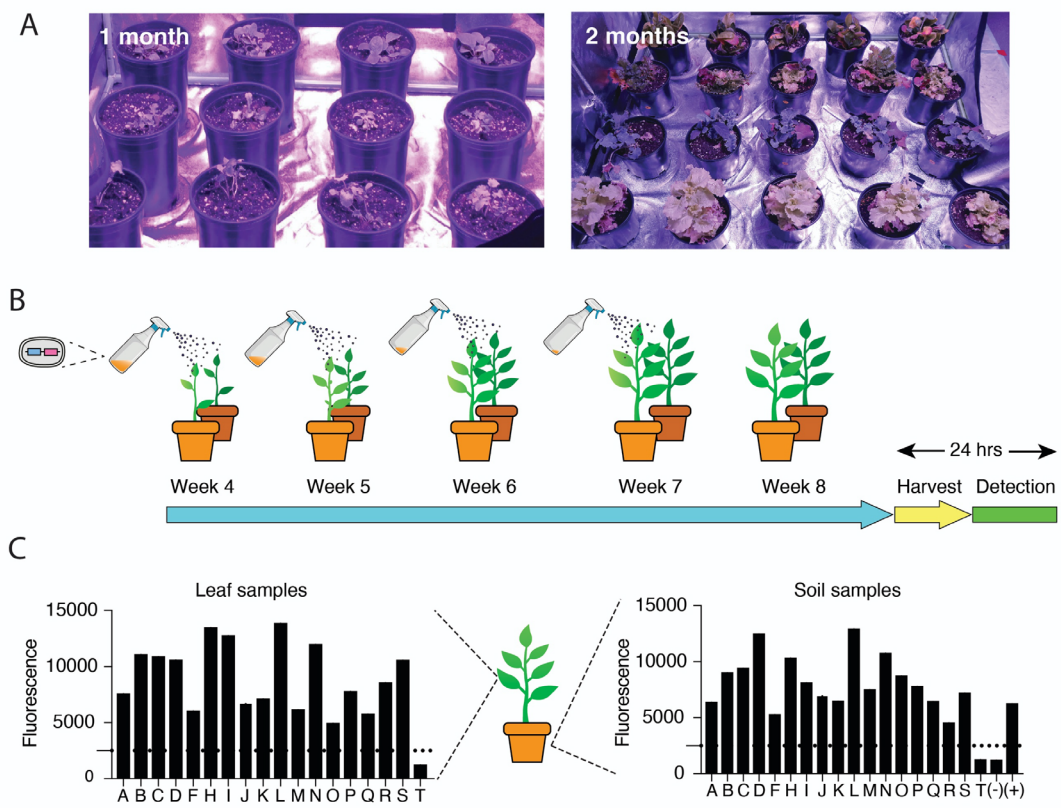 A
1 month
2 months
B
Week 4
Week 5
Week 6
Week 7
Week 8
24 hrs
Harvest
Detection
C
Leaf samples
Fluorescence
15000
10000
5000
0
A B C D F H I J K L M N O P Q R S T
Soil samples
Fluorescence
15000
10000
5000
0
A B C D F H I J K L M N O P Q R S T (-) (+)